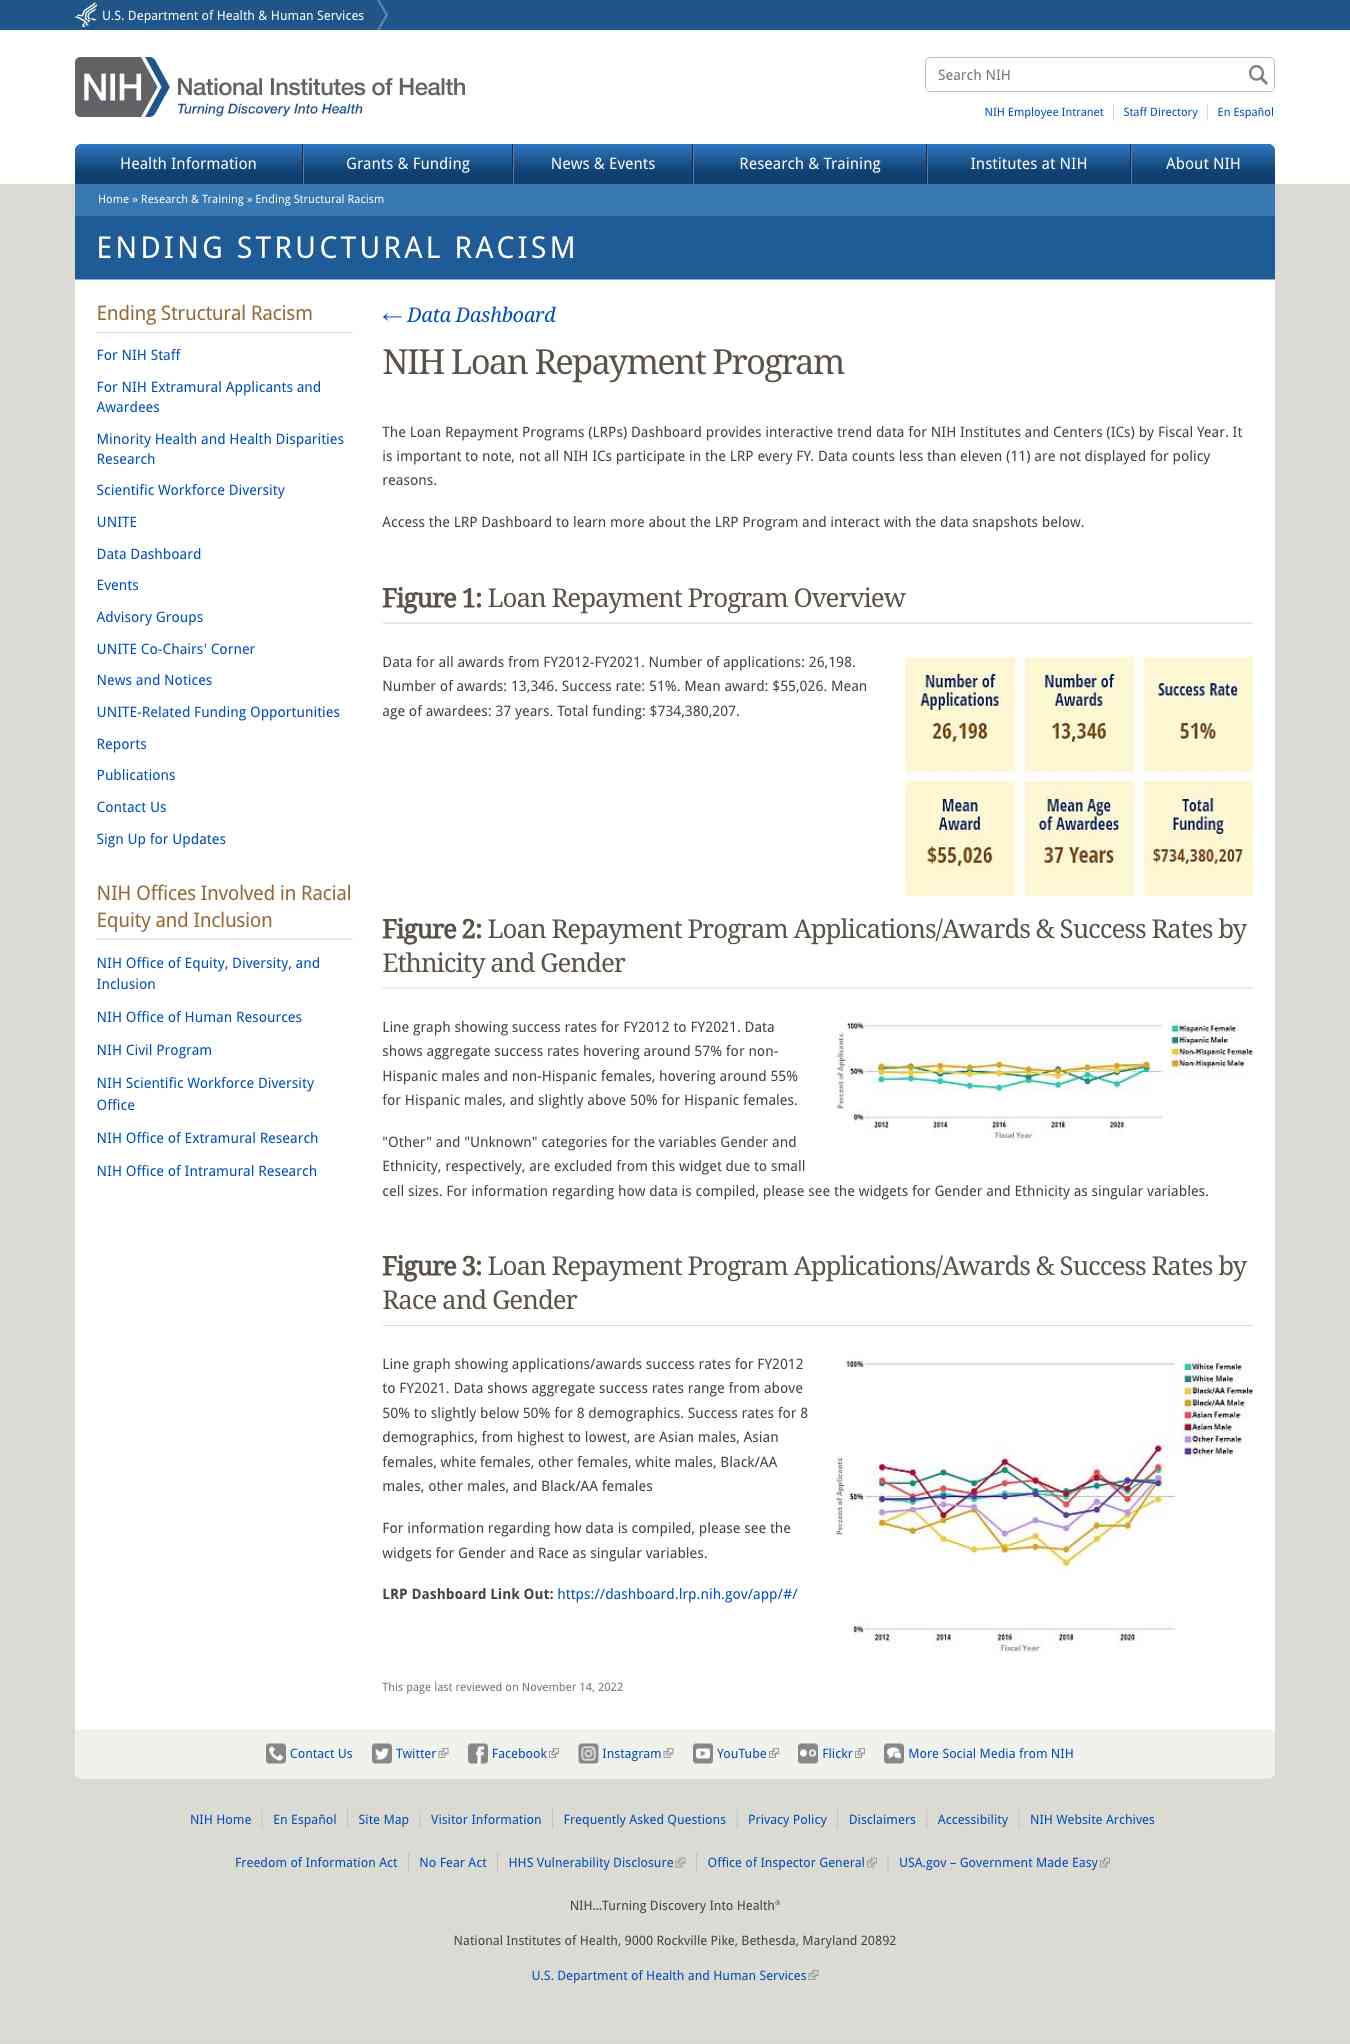 U.S. Department of Health & Human Services
NIH
National Institutes of Health
Turning Discovery Into Health
Search NIH
NIH Employee Intranet
Staff Directory
En Español
Health Information
Grants & Funding
News & Events
Research & Training
Institutes at NIH
About NIH
Home » Research & Training » Ending Structural Racism
ENDING STRUCTURAL RACISM
Ending Structural Racism
For NIH Staff
For NIH Extramural Applicants and
Awardees
Minority Health and Health Disparities
Research
Scientific Workforce Diversity
UNITE
Data Dashboard
Events
Advisory Groups
UNITE Co-Chairs' Corner
News and Notices
UNITE-Related Funding Opportunities
Reports
Publications
Contact Us
Sign Up for Updates
NIH Offices Involved in Racial
Equity and Inclusion
NIH Office of Equity, Diversity, and
Inclusion
NIH Office of Human Resources
NIH Civil Program
NIH Scientific Workforce Diversity
Office
NIH Office of Extramural Research
NIH Office of Intramural Research
← Data Dashboard
NIH Loan Repayment Program
The Loan Repayment Programs (LRPs) Dashboard provides interactive trend data for NIH Institutes and Centers (ICs) by Fiscal Year. It
is important to note, not all NIH ICs participate in the LRP every FY. Data counts less than eleven (11) are not displayed for policy
reasons.
Access the LRP Dashboard to learn more about the LRP Program and interact with the data snapshots below.
Figure 1: Loan Repayment Program Overview
Data for all awards from FY2012-FY2021. Number of applications: 26,198.
Number of awards: 13,346. Success rate: 51%. Mean award: $55,026. Mean
age of awardees: 37 years. Total funding: $734,380,207.
Number of
Applications
26,198
Number of
Awards
13,346
Success Rate
51%
Mean
Award
$55,026
Mean Age
of Awardees
37 Years
Total
Funding
$734,380,207
Figure 2: Loan Repayment Program Applications/Awards & Success Rates by
Ethnicity and Gender
Line graph showing success rates for FY2012 to FY2021. Data
shows aggregate success rates hovering around 57% for non-
Hispanic males and non-Hispanic females, hovering around 55%
for Hispanic males, and slightly above 50% for Hispanic females.
"Other" and "Unknown" categories for the variables Gender and
Ethnicity, respectively, are excluded from this widget due to small
cell sizes. For information regarding how data is compiled, please see the widgets for Gender and Ethnicity as singular variables.
100%
50%
0%
Percent of Applicants
2012
2014
2016
2018
2020
Fiscal Year
Hispanic Female
Hispanic Male
Non-Hispanic Female
Non-Hispanic Male
Figure 3: Loan Repayment Program Applications/Awards & Success Rates by
Race and Gender
Line graph showing applications/awards success rates for FY2012
to FY2021. Data shows aggregate success rates range from above
50% to slightly below 50% for 8 demographics. Success rates for 8
demographics, from highest to lowest, are Asian males, Asian
females, white females, other females, white males, Black/AA
males, other males, and Black/AA females
For information regarding how data is compiled, please see the
widgets for Gender and Race as singular variables.
LRP Dashboard Link Out: https://dashboard.lrp.nih.gov/app/#/
100%
50%
0%
Percent of Applicants
2012
2014
2016
2018
2020
Fiscal Year
White Female
White Male
Black/AA Female
Black/AA Male
Asian Female
Asian Male
Other Female
Other Male
This page last reviewed on November 14, 2022
Contact Us
Twitter
Facebook
Instagram
YouTube
Flickr
More Social Media from NIH
NIH Home
En Español
Site Map
Visitor Information
Frequently Asked Questions
Privacy Policy
Disclaimers
Accessibility
NIH Website Archives
Freedom of Information Act
No Fear Act
HHS Vulnerability Disclosure
Office of Inspector General
USA.gov – Government Made Easy
NIH...Turning Discovery Into Health®
National Institutes of Health, 9000 Rockville Pike, Bethesda, Maryland 20892
U.S. Department of Health and Human Services